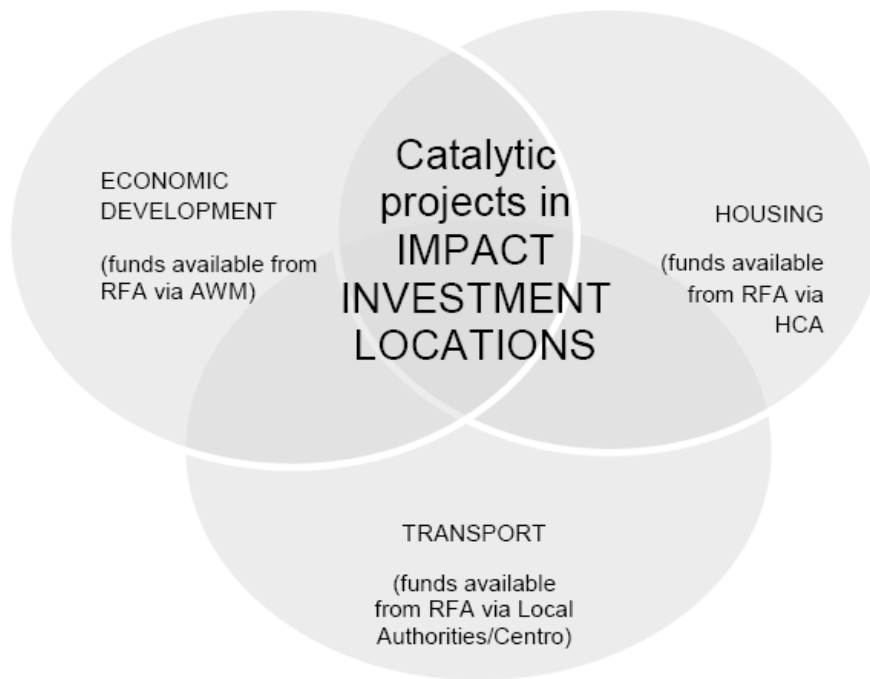 Catalytic
projects in
IMPACT
INVESTMENT
LOCATIONS
ECONOMIC
DEVELOPMENT
(funds available from
RFA via AWM)
HOUSING
(funds available
from RFA via
HCA
TRANSPORT
(funds available
from RFA via Local
Authorities/Centro)